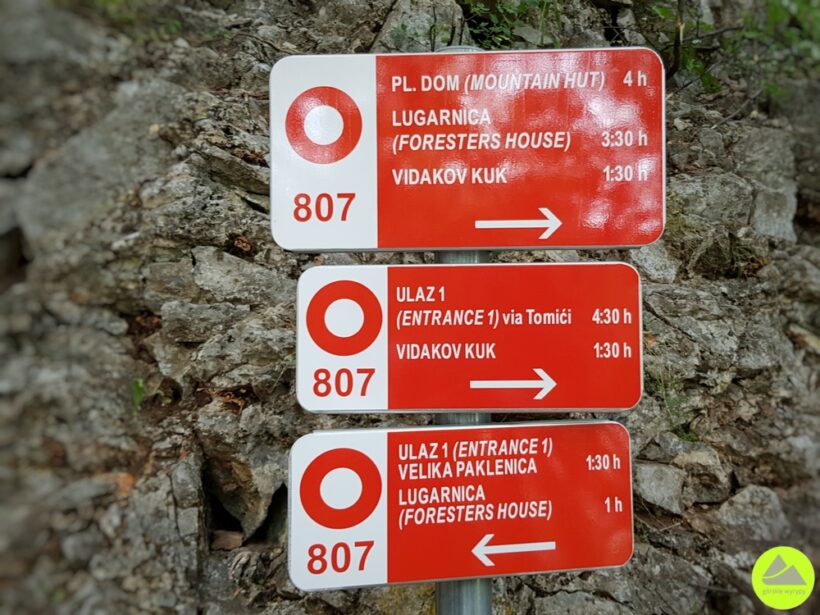 PL. DOM (MOUNTAIN HUT) 4 h
LUGARNICA
(FORESTERS HOUSE) 3:30 h
VIDAKOV KUK 1:30 h
807
ULAZ 1
(ENTRANCE 1) via Tomići 4:30 h
VIDAKOV KUK 1:30 h
807
ULAZ 1 (ENTRANCE 1)
VELIKA PAKLENICA 1:30 h
LUGARNICA
(FORESTERS HOUSE) 1 h
807
górskie wyrypy